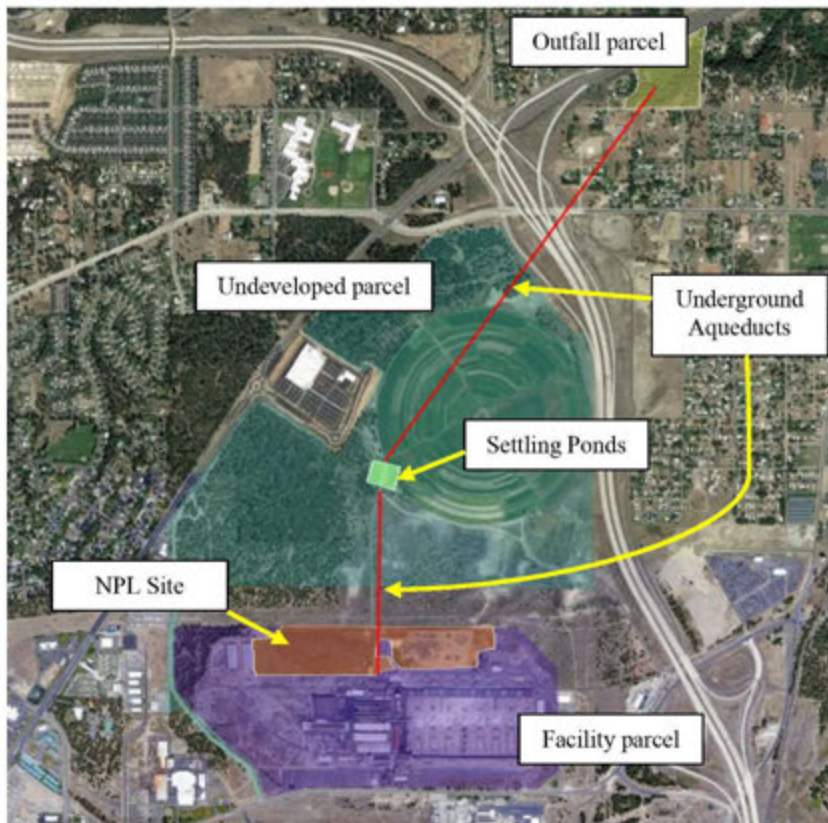 Outfall parcel
Undeveloped parcel
Underground
Aqueducts
Settling Ponds
NPL Site
Facility parcel